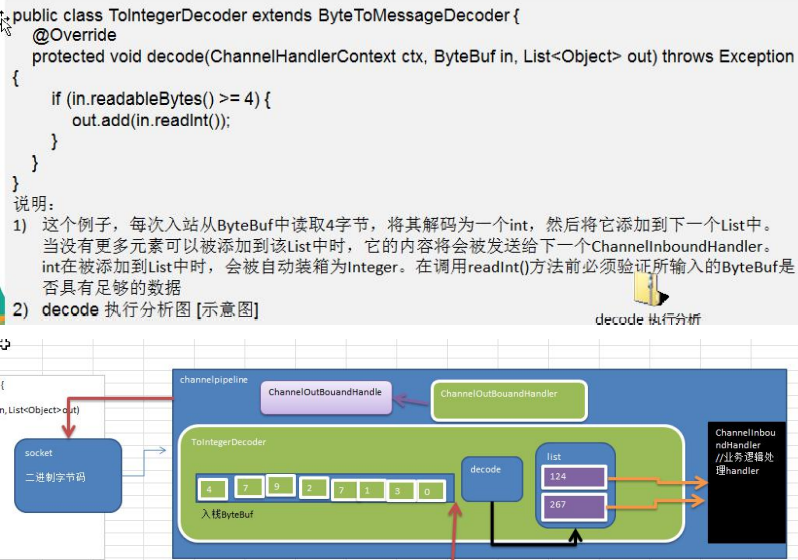 public class ToIntegerDecoder extends ByteToMessageDecoder {
@Override
protected void decode(ChannelHandlerContext ctx, ByteBuf in, List<Object> out) throws Exception
{
if (in.readableBytes() >= 4) {
out.add(in.readInt());
}
}
}
说明:
1) 这个例子，每次入站从ByteBuf中读取4字节，将其解码为一个int，然后将它添加到下一个List中。
当没有更多元素可以被添加到该List中时，它的内容将会被发送给下一个ChannelInboundHandler。
int在被添加到List中时，会被自动装箱为Integer。在调用readInt()方法前必须验证所输入的ByteBuf是
否具有足够的数据
2) decode 执行分析图 [示意图]
decode 执行分析
{
n, List<Object> out)
channelpipeline
ChannelOutBouandHandle
ChannelOutBouandHandler
socket
二进制字节码
ToIntegerDecoder
4 7 9 2 7 1 3 0
入栈ByteBuf
decode
list
124
267
ChannelInbou
ndHandler
//业务逻辑处
理handler